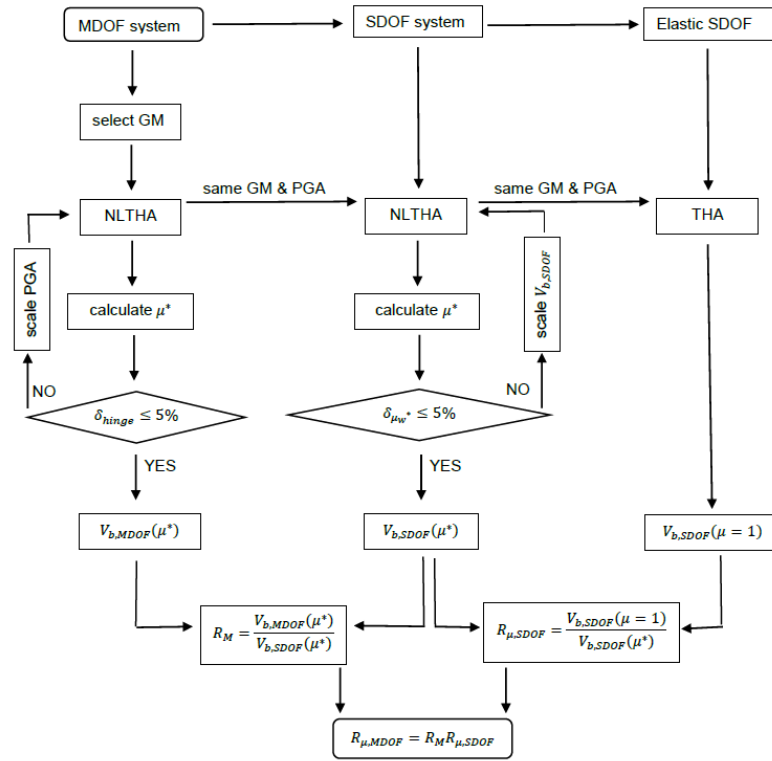 MDOF system
SDOF system
Elastic SDOF
select GM
same GM & PGA
same GM & PGA
NLTHA
NLTHA
THA
scale PGA
scale V_{b,SDOF}
calculate μ*
calculate μ*
NO
NO
δ_{hinge} ≤ 5%
δ_{μ_w*} ≤ 5%
YES
YES
V_{b,MDOF}(μ*)
V_{b,SDOF}(μ*)
V_{b,SDOF}(μ = 1)
R_M = V_{b,MDOF}(μ*) / V_{b,SDOF}(μ*)
R_{μ,SDOF} = V_{b,SDOF}(μ = 1) / V_{b,SDOF}(μ*)
R_{μ,MDOF} = R_M R_{μ,SDOF}